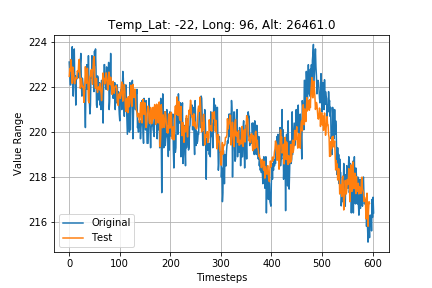 Temp_Lat: -22, Long: 96, Alt: 26461.0
224
222
220
218
216
Value Range
Original
Test
0 100 200 300 400 500 600
Timesteps